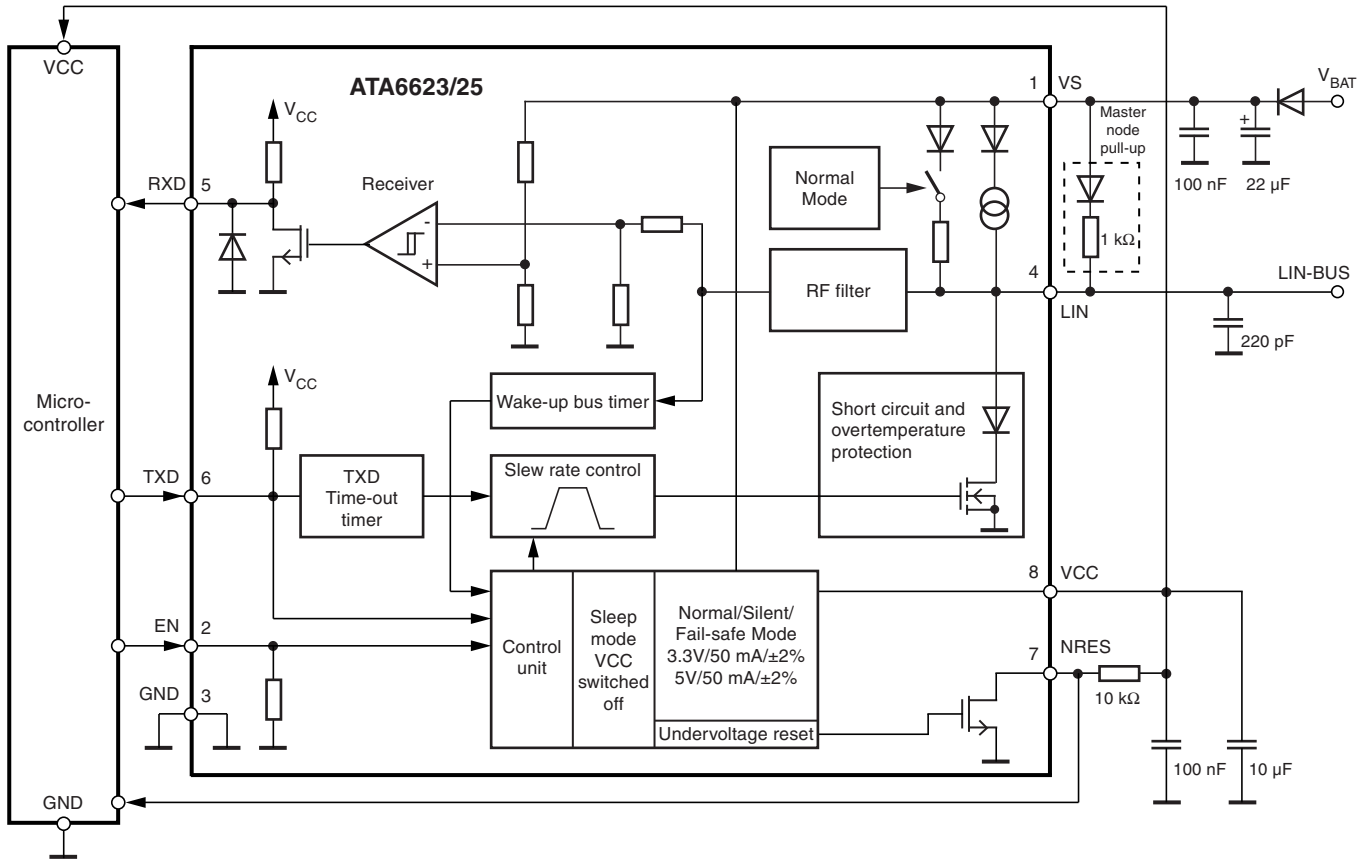 VCC
ATA6623/25
1 VS
V_BAT
Master
node
pull-up
V_CC
100 nF
22 µF
+
RXD 5
Receiver
Normal
Mode
-
+
1 kΩ
RF filter
4
LIN
LIN-BUS
220 pF
V_CC
Micro-
controller
Wake-up bus timer
Short circuit and
overtemperature
protection
TXD 6
TXD
Time-out
timer
Slew rate control
8 VCC
EN 2
Control
unit
Sleep
mode
VCC
switched
off
Normal/Silent/
Fail-safe Mode
3.3V/50 mA/±2%
5V/50 mA/±2%
Undervoltage reset
7 NRES
10 kΩ
GND 3
100 nF
10 µF
GND